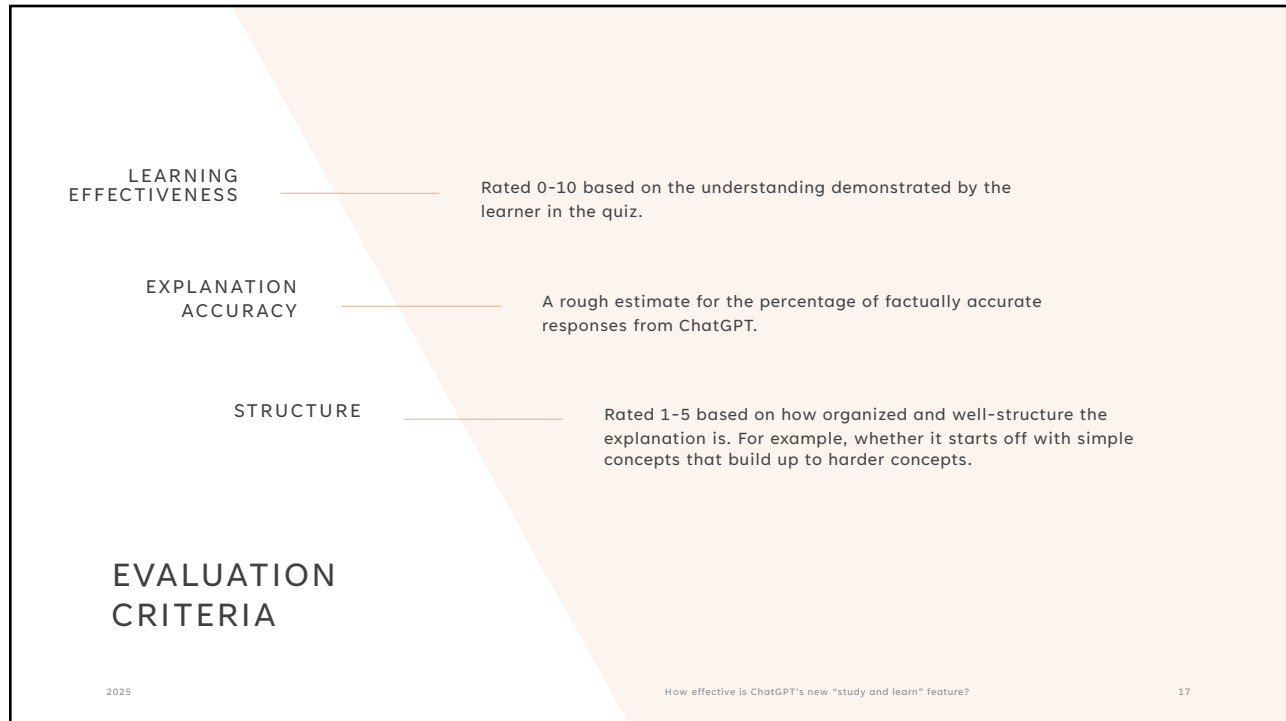 LEARNING
EFFECTIVENESS
Rated 0-10 based on the understanding demonstrated by the
learner in the quiz.
EXPLANATION
ACCURACY
A rough estimate for the percentage of factually accurate
responses from ChatGPT.
STRUCTURE
Rated 1-5 based on how organized and well-structure the
explanation is. For example, whether it starts off with simple
concepts that build up to harder concepts.
EVALUATION
CRITERIA
2025
How effective is ChatGPT's new “study and learn” feature?
17